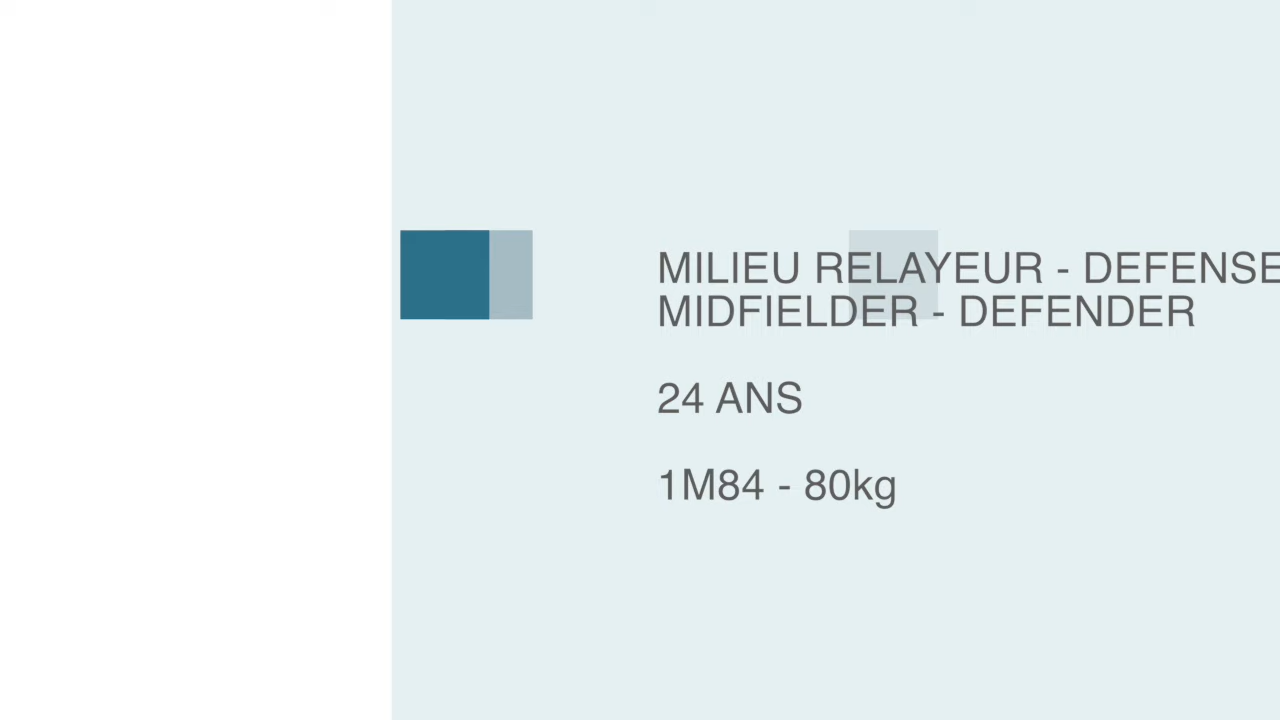 MILIEU RELAYEUR - DEFENSE
MIDFIELDER - DEFENDER
24 ANS
1M84 - 80kg